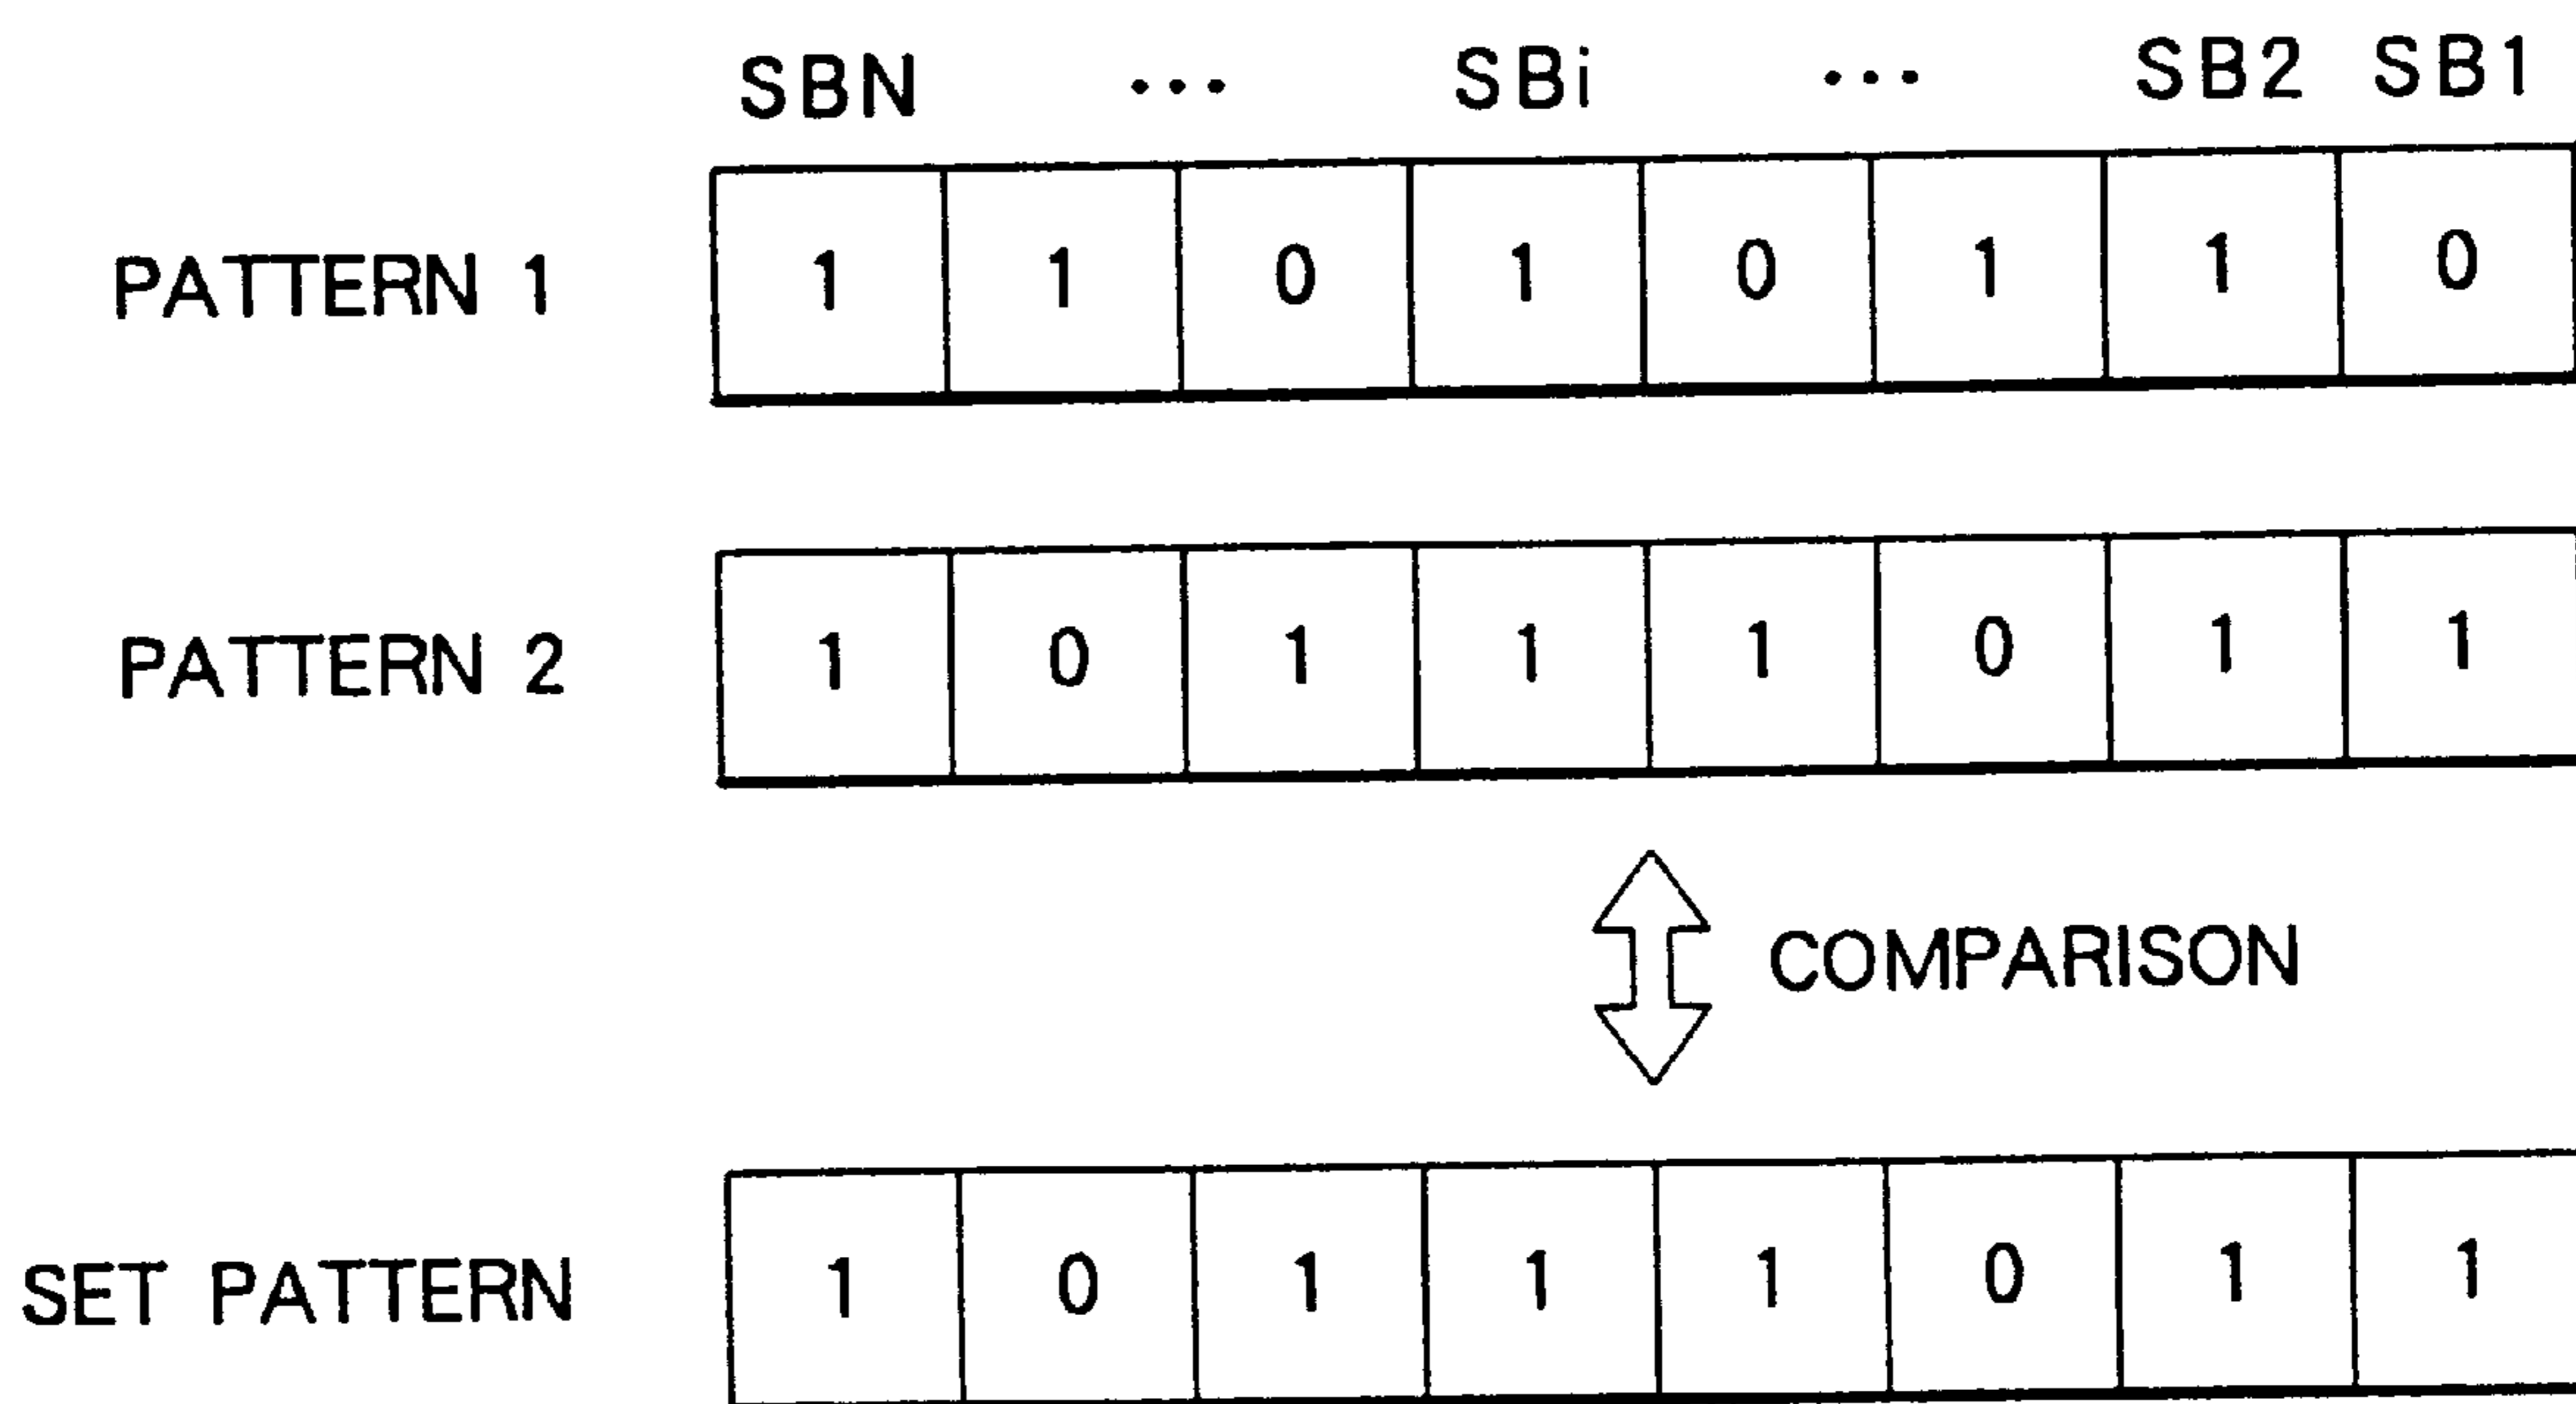 SBN ... SBi ... SB2 SB1
PATTERN 1 1 1 0 1 0 1 1 0
PATTERN 2 1 0 1 1 1 0 1 1
COMPARISON
SET PATTERN 1 0 1 1 1 0 1 1